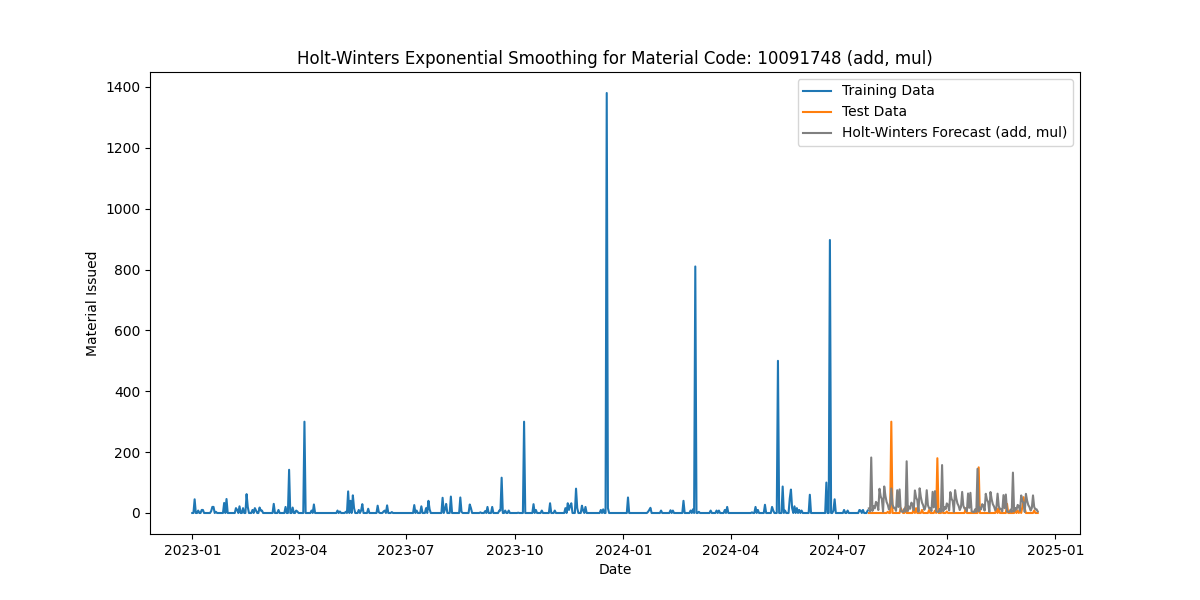 Holt-Winters Exponential Smoothing for Material Code: 10091748 (add, mul)
Training Data
Test Data
Holt-Winters Forecast (add, mul)
Material Issued
1400
1200
1000
800
600
400
200
0
2023-01 2023-04 2023-07 2023-10 2024-01 2024-04 2024-07 2024-10 2025-01
Date